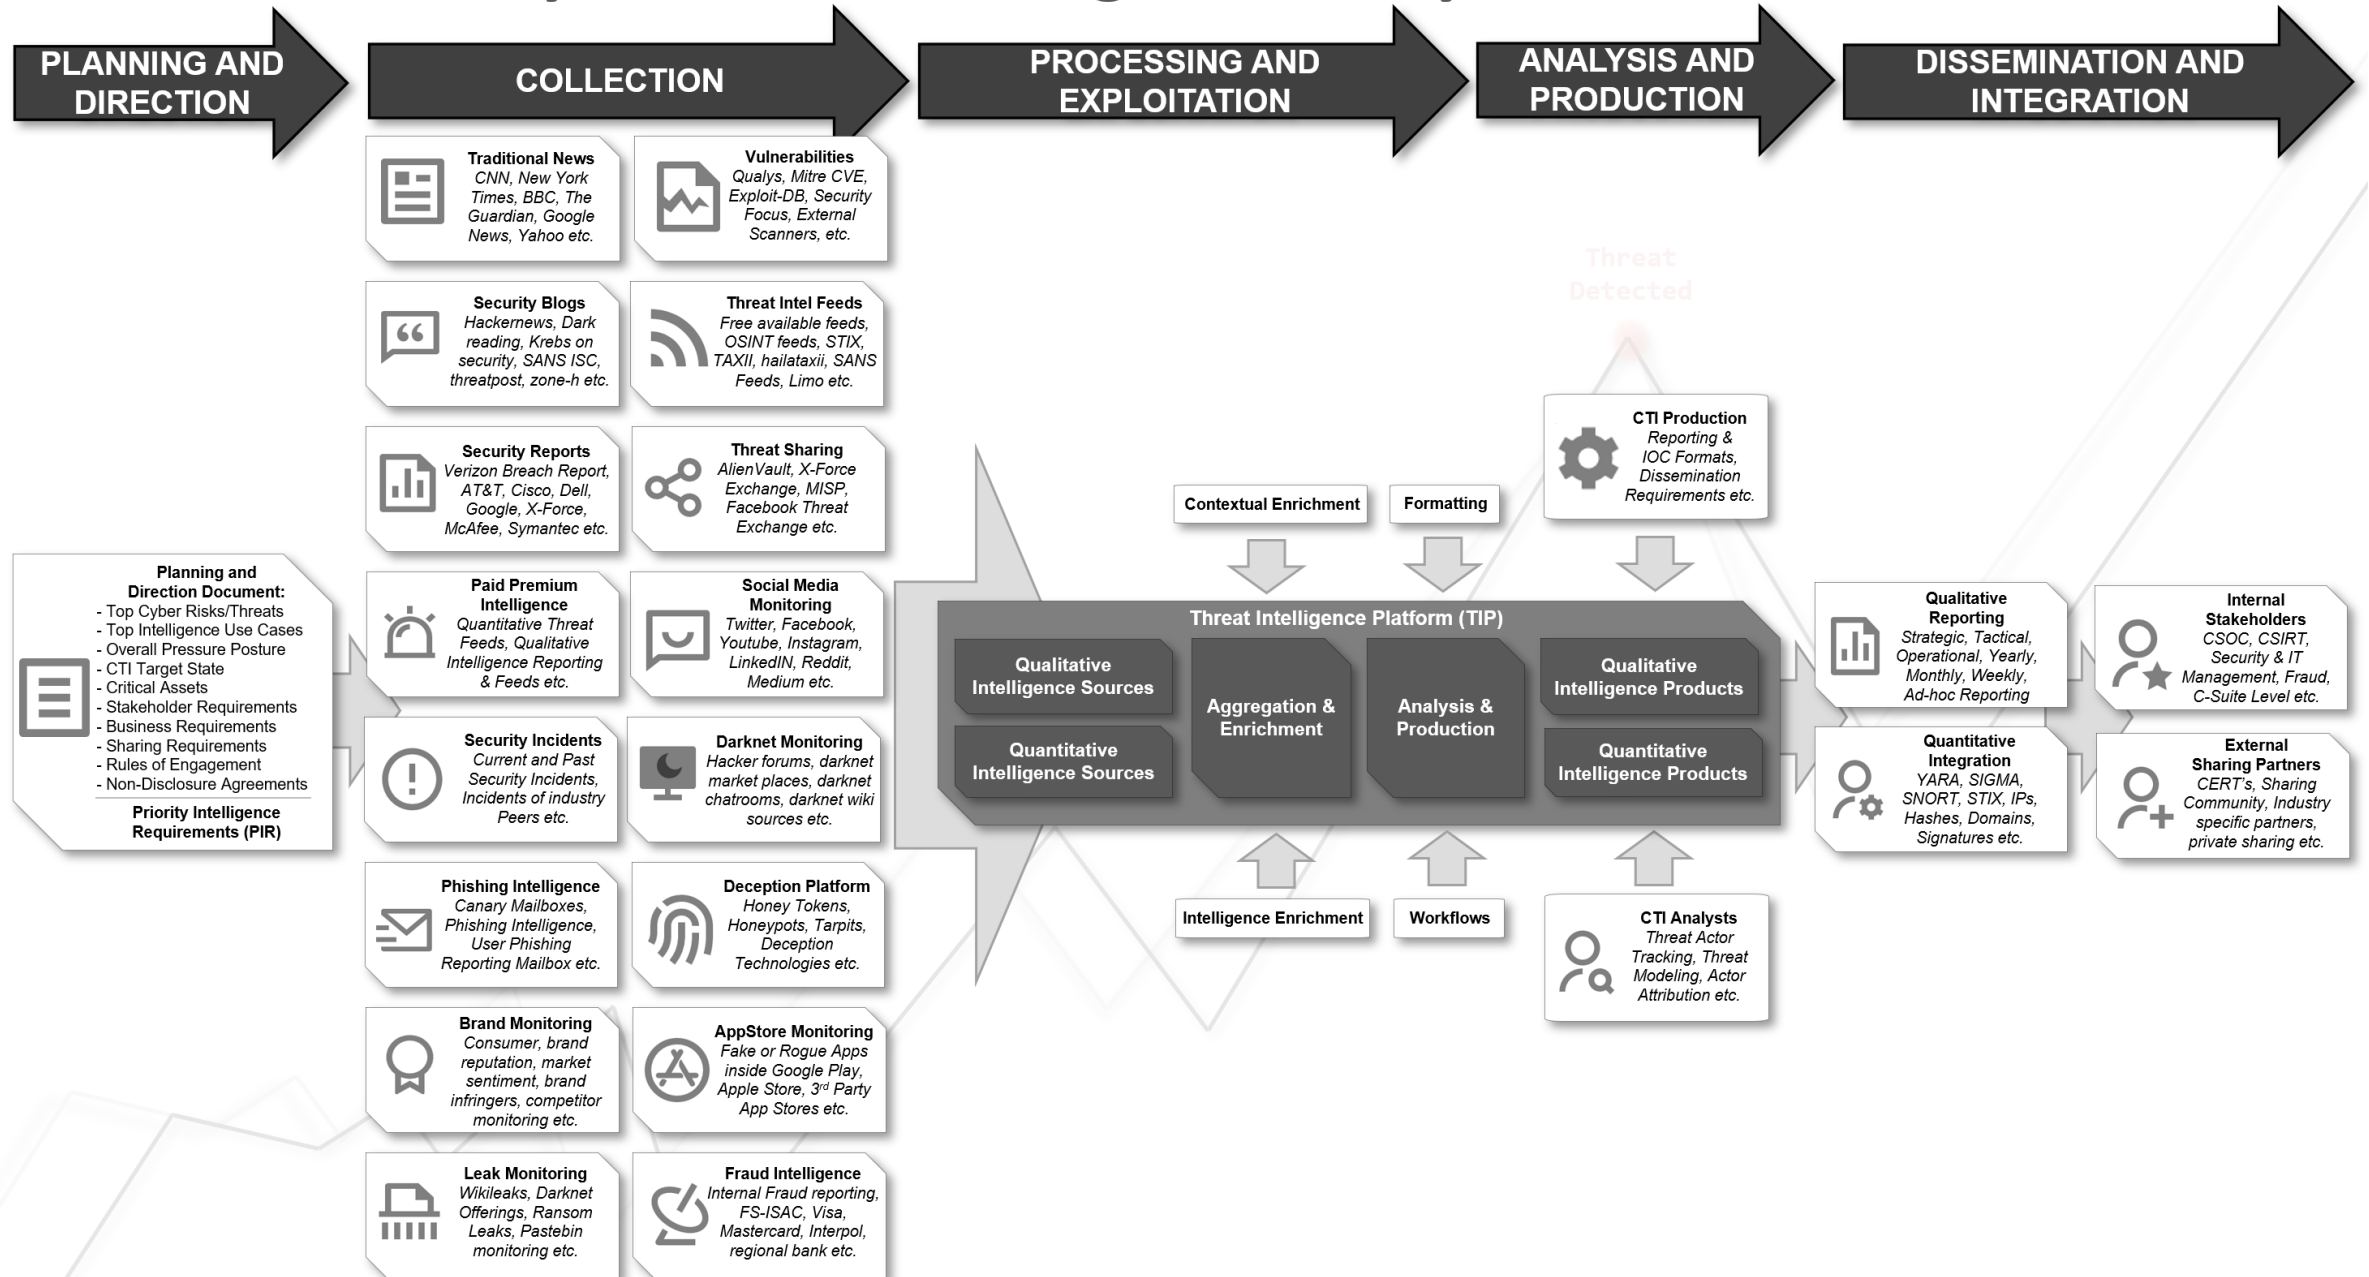 PLANNING AND
DIRECTION
COLLECTION
PROCESSING AND
EXPLOITATION
ANALYSIS AND
PRODUCTION
DISSEMINATION AND
INTEGRATION
Planning and
Direction Document:
- Top Cyber Risks/Threats
- Top Intelligence Use Cases
- Overall Pressure Posture
- CTI Target State
- Critical Assets
- Stakeholder Requirements
- Business Requirements
- Sharing Requirements
- Rules of Engagement
- Non-Disclosure Agreements
Priority Intelligence
Requirements (PIR)
Traditional News
CNN, New York
Times, BBC, The
Guardian, Google
News, Yahoo etc.
Vulnerabilities
Qualys, Mitre CVE,
Exploit-DB, Security
Focus, External
Scanners, etc.
Security Blogs
Hackernews, Dark
reading, Krebs on
security, SANS ISC,
threatpost, zone-h etc.
Threat Intel Feeds
Free available feeds,
OSINT feeds, STIX,
TAXII, hailataxii, SANS
Feeds, Limo etc.
Security Reports
Verizon Breach Report,
AT&T, Cisco, Dell,
Google, X-Force,
McAfee, Symantec etc.
Threat Sharing
AlienVault, X-Force
Exchange, MISP,
Facebook Threat
Exchange etc.
Paid Premium
Intelligence
Quantitative Threat
Feeds, Qualitative
Intelligence Reporting
& Feeds etc.
Social Media
Monitoring
Twitter, Facebook,
Youtube, Instagram,
LinkedIN, Reddit,
Medium etc.
Security Incidents
Current and Past
Security Incidents,
Incidents of industry
Peers etc.
Darknet Monitoring
Hacker forums, darknet
market places, darknet
chatrooms, darknet wiki
sources etc.
Phishing Intelligence
Canary Mailboxes,
Phishing Intelligence,
User Phishing
Reporting Mailbox etc.
Deception Platform
Honey Tokens,
Honeypots, Tarpits,
Deception
Technologies etc.
Brand Monitoring
Consumer, brand
reputation, market
sentiment, brand
infringers, competitor
monitoring etc.
AppStore Monitoring
Fake or Rogue Apps
inside Google Play,
Apple Store, 3rd Party
App Stores etc.
Leak Monitoring
Wikileaks, Darknet
Offerings, Ransom
Leaks, Pastebin
monitoring etc.
Fraud Intelligence
Internal Fraud reporting,
FS-ISAC, Visa,
Mastercard, Interpol,
regional bank etc.
Threat
Detected
Contextual Enrichment
Formatting
CTI Production
Reporting &
IOC Formats,
Dissemination
Requirements etc.
Threat Intelligence Platform (TIP)
Qualitative
Intelligence Sources
Quantitative
Intelligence Sources
Aggregation &
Enrichment
Analysis &
Production
Qualitative
Intelligence Products
Quantitative
Intelligence Products
Intelligence Enrichment
Workflows
CTI Analysts
Threat Actor
Tracking, Threat
Modeling, Actor
Attribution etc.
Qualitative
Reporting
Strategic, Tactical,
Operational, Yearly,
Monthly, Weekly,
Ad-hoc Reporting
Quantitative
Integration
YARA, SIGMA,
SNORT, STIX, IPs,
Hashes, Domains,
Signatures etc.
Internal
Stakeholders
CSOC, CSIRT,
Security & IT
Management, Fraud,
C-Suite Level etc.
External
Sharing Partners
CERT's, Sharing
Community, Industry
specific partners,
private sharing etc.